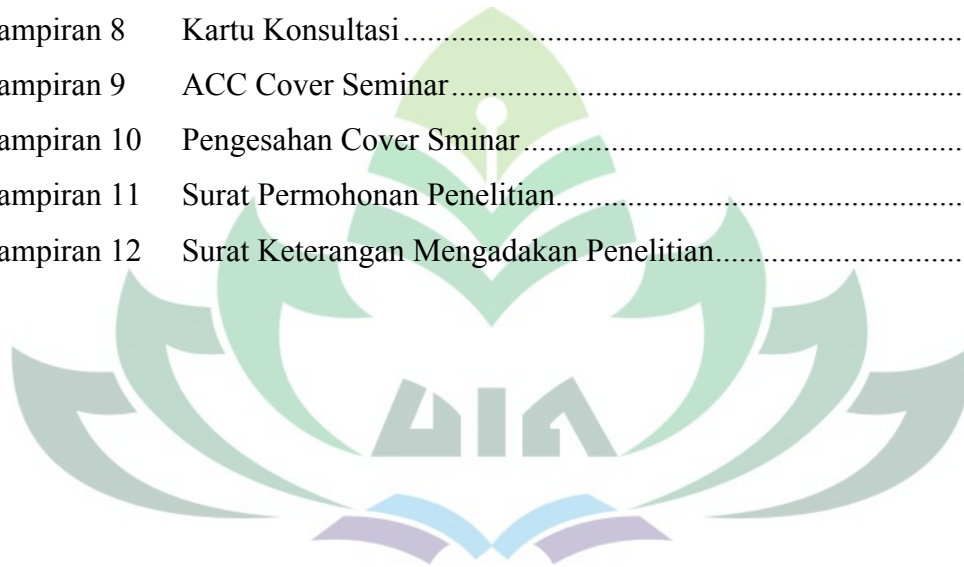 ampiran 8 Kartu Konsultasi....................................................................
ampiran 9 ACC Cover Seminar..............................................................
ampiran 10 Pengesahan Cover Sminar.....................................................
ampiran 11 Surat Permohonan Penelitian.................................................
ampiran 12 Surat Keterangan Mengadakan Penelitian..............................
UIN